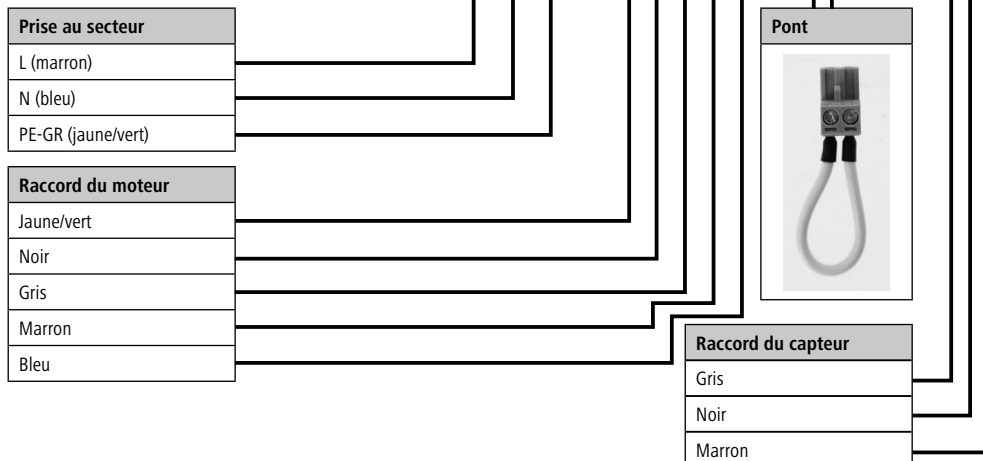 Prise au secteur
L (marron)
N (bleu)
PE-GR (jaune/vert)
Raccord du moteur
Jaune/vert
Noir
Gris
Marron
Bleu
Pont
Raccord du capteur
Gris
Noir
Marron